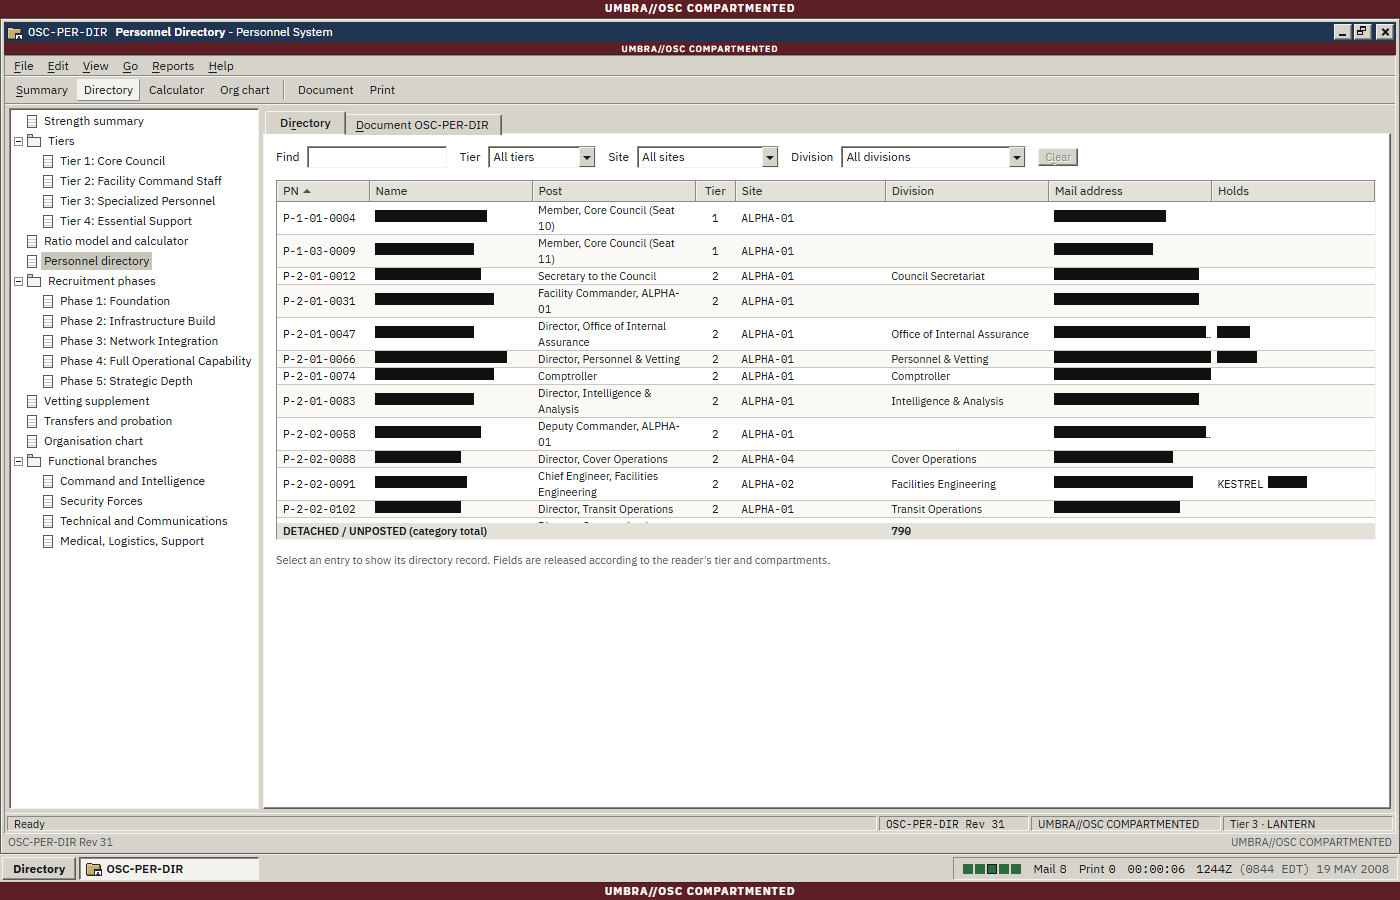 UMBRA//OSC COMPARTMENTED
OSC-PER-DIR Personnel Directory - Personnel System
UMBRA//OSC COMPARTMENTED
File Edit View Go Reports Help
Summary Directory Calculator Org chart Document Print
Strength summary
Tiers
Tier 1: Core Council
Tier 2: Facility Command Staff
Tier 3: Specialized Personnel
Tier 4: Essential Support
Ratio model and calculator
Personnel directory
Recruitment phases
Phase 1: Foundation
Phase 2: Infrastructure Build
Phase 3: Network Integration
Phase 4: Full Operational Capability
Phase 5: Strategic Depth
Vetting supplement
Transfers and probation
Organisation chart
Functional branches
Command and Intelligence
Security Forces
Technical and Communications
Medical, Logistics, Support
Directory Document OSC-PER-DIR
Find Tier All tiers Site All sites Division All divisions Clear
PN Name Post Tier Site Division Mail address Holds
P-1-01-0004 Member, Core Council (Seat 1 ALPHA-01
10)
P-1-03-0009 Member, Core Council (Seat 1 ALPHA-01
11)
P-2-01-0012 Secretary to the Council 2 ALPHA-01 Council Secretariat
P-2-01-0031 Facility Commander, ALPHA- 2 ALPHA-01
01
P-2-01-0047 Director, Office of Internal 2 ALPHA-01 Office of Internal Assurance
Assurance
P-2-01-0066 Director, Personnel & Vetting 2 ALPHA-01 Personnel & Vetting
P-2-01-0074 Comptroller 2 ALPHA-01 Comptroller
P-2-01-0083 Director, Intelligence & 2 ALPHA-01 Intelligence & Analysis
Analysis
P-2-02-0058 Deputy Commander, ALPHA- 2 ALPHA-01
01
P-2-02-0088 Director, Cover Operations 2 ALPHA-04 Cover Operations
P-2-02-0091 Chief Engineer, Facilities 2 ALPHA-02 Facilities Engineering KESTREL
Engineering
P-2-02-0102 Director, Transit Operations 2 ALPHA-01 Transit Operations
DETACHED / UNPOSTED (category total) 790
Select an entry to show its directory record. Fields are released according to the reader's tier and compartments.
Ready OSC-PER-DIR Rev 31 UMBRA//OSC COMPARTMENTED Tier 3 · LANTERN
OSC-PER-DIR Rev 31 UMBRA//OSC COMPARTMENTED
Directory OSC-PER-DIR Mail 8 Print 0 00:00:06 1244Z (0844 EDT) 19 MAY 2008
UMBRA//OSC COMPARTMENTED